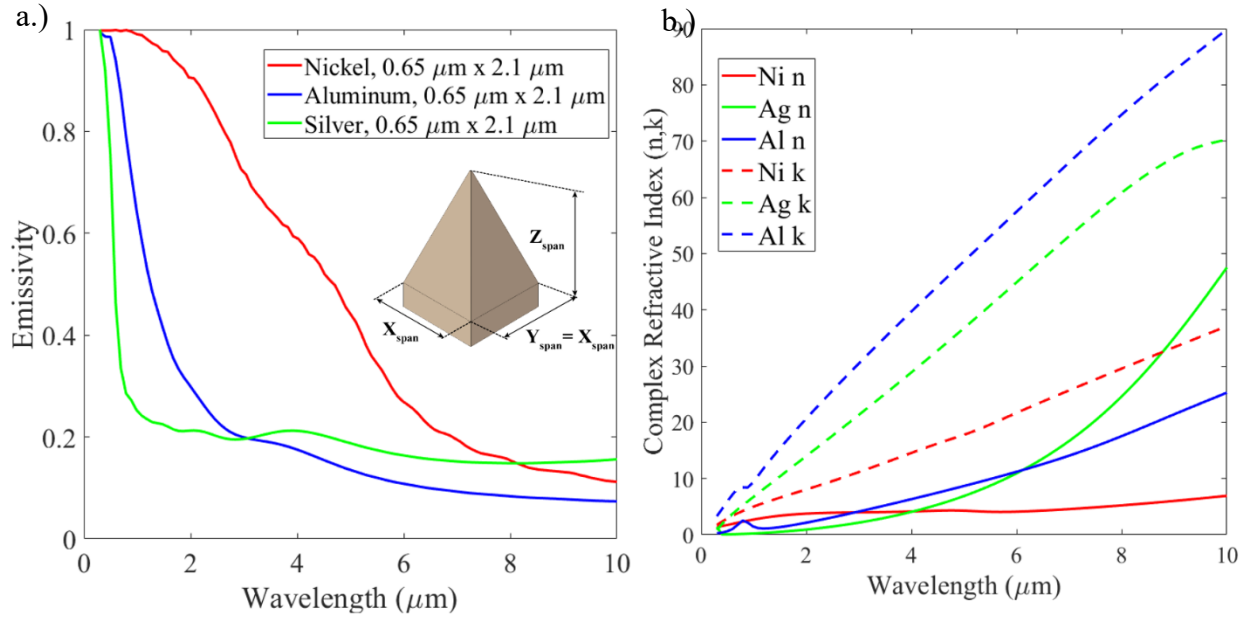 a.)
1
0.8
0.6
0.4
0.2
0
0
2
4
6
8
10
Emissivity
Wavelength (μm)
Nickel, 0.65 μm x 2.1 μm
Aluminum, 0.65 μm x 2.1 μm
Silver, 0.65 μm x 2.1 μm
Zspan
Xspan
Yspan= Xspan
b.)
90
80
70
60
50
40
30
20
10
0
0
2
4
6
8
10
Complex Refractive Index (n,k)
Wavelength (μm)
Ni n
Ag n
Al n
Ni k
Ag k
Al k